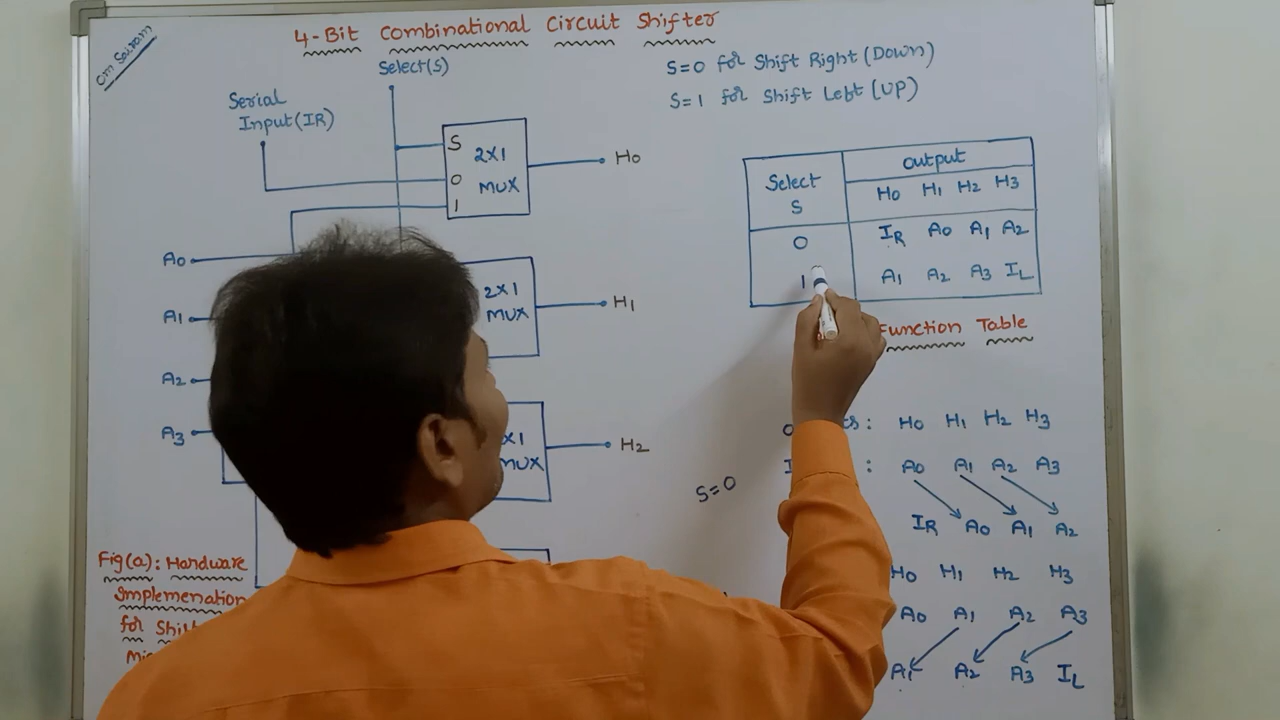 Om Sairam
4-Bit Combinational Circuit Shifter
Select(S)
Serial
Input(IR)
S
0
1
2X1
MUX
H0
A0
A1
A2
A3
2X1
MUX
H1
X1
MUX
H2
Fig(a): Hardware
Implemenation
for
S=0 for Shift Right (Down)
S=1 for Shift Left (UP)
Select
S
Output
H0 H1 H2 H3
0 IR A0 A1 A2
1 A1 A2 A3 IL
Function Table
: H0 H1 H2 H3
: A0 A1 A2 A3
S=0
IR A0 A1 A2
H0 H1 H2 H3
A0 A1 A2 A3
A1 A2 A3 IL